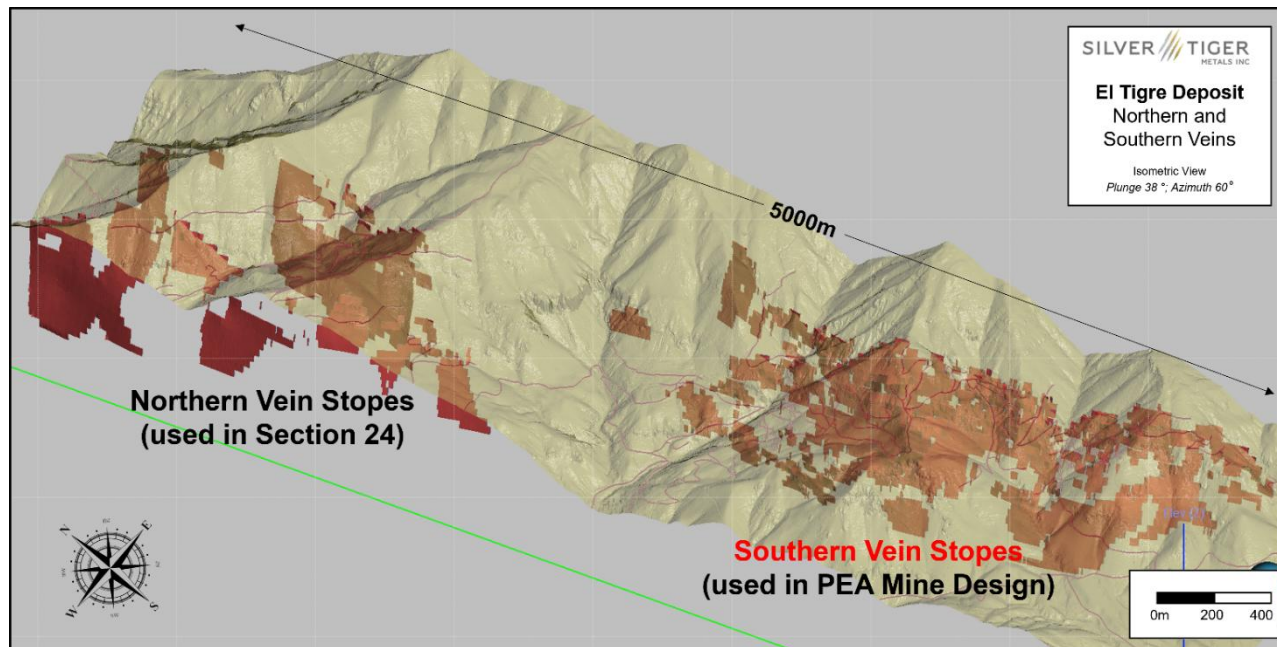 SILVER TIGER
METALS INC
El Tigre Deposit
Northern and
Southern Veins
Isometric View
Plunge 38 °; Azimuth 60°
5000m
Northern Vein Stopes
(used in Section 24)
Southern Vein Stopes
(used in PEA Mine Design)
N
E
W
S
0m 200 400